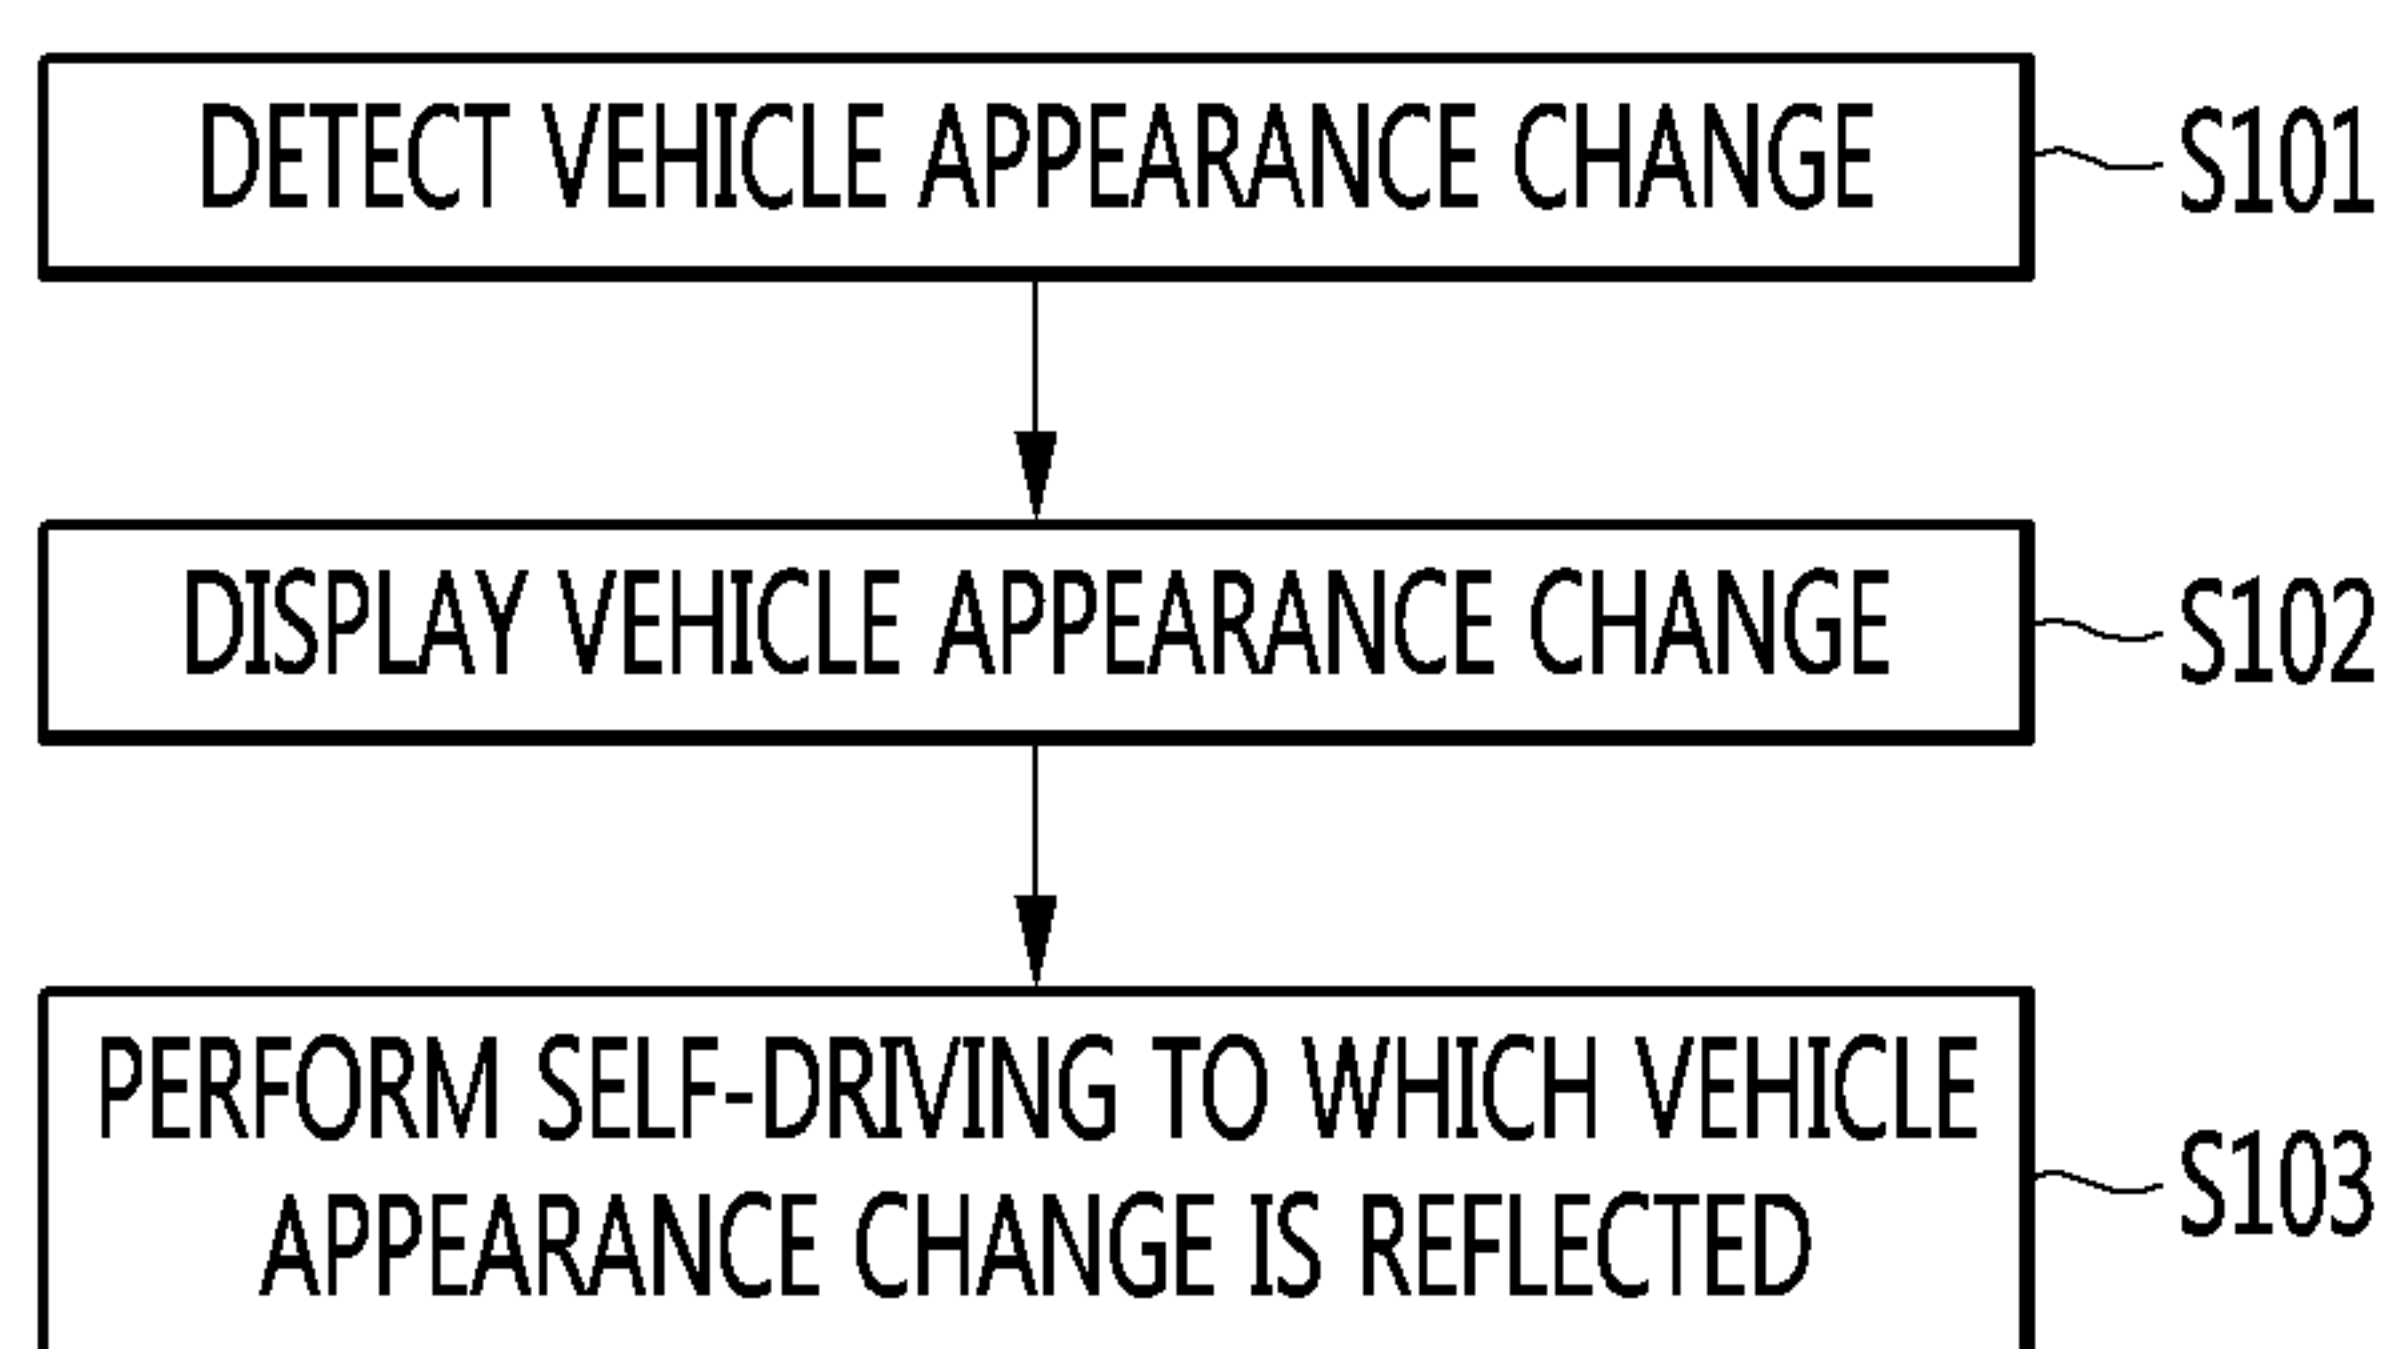 DETECT VEHICLE APPEARANCE CHANGE
S101
DISPLAY VEHICLE APPEARANCE CHANGE
S102
PERFORM SELF-DRIVING TO WHICH VEHICLE
APPEARANCE CHANGE IS REFLECTED
S103